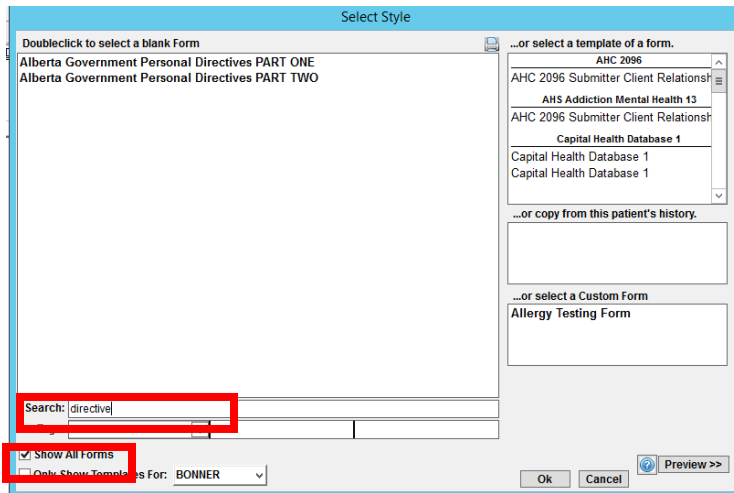 Select Style
Doubleclick to select a blank Form
Alberta Government Personal Directives PART ONE
Alberta Government Personal Directives PART TWO
Search: directive
Show All Forms
Only Show Templates For: BONNER
...or select a template of a form.
AHC 2096
AHC 2096 Submitter Client Relationsh
AHS Addiction Mental Health 13
AHC 2096 Submitter Client Relationsh
Capital Health Database 1
Capital Health Database 1
Capital Health Database 1
...or copy from this patient's history.
...or select a Custom Form
Allergy Testing Form
Preview >>
Ok Cancel